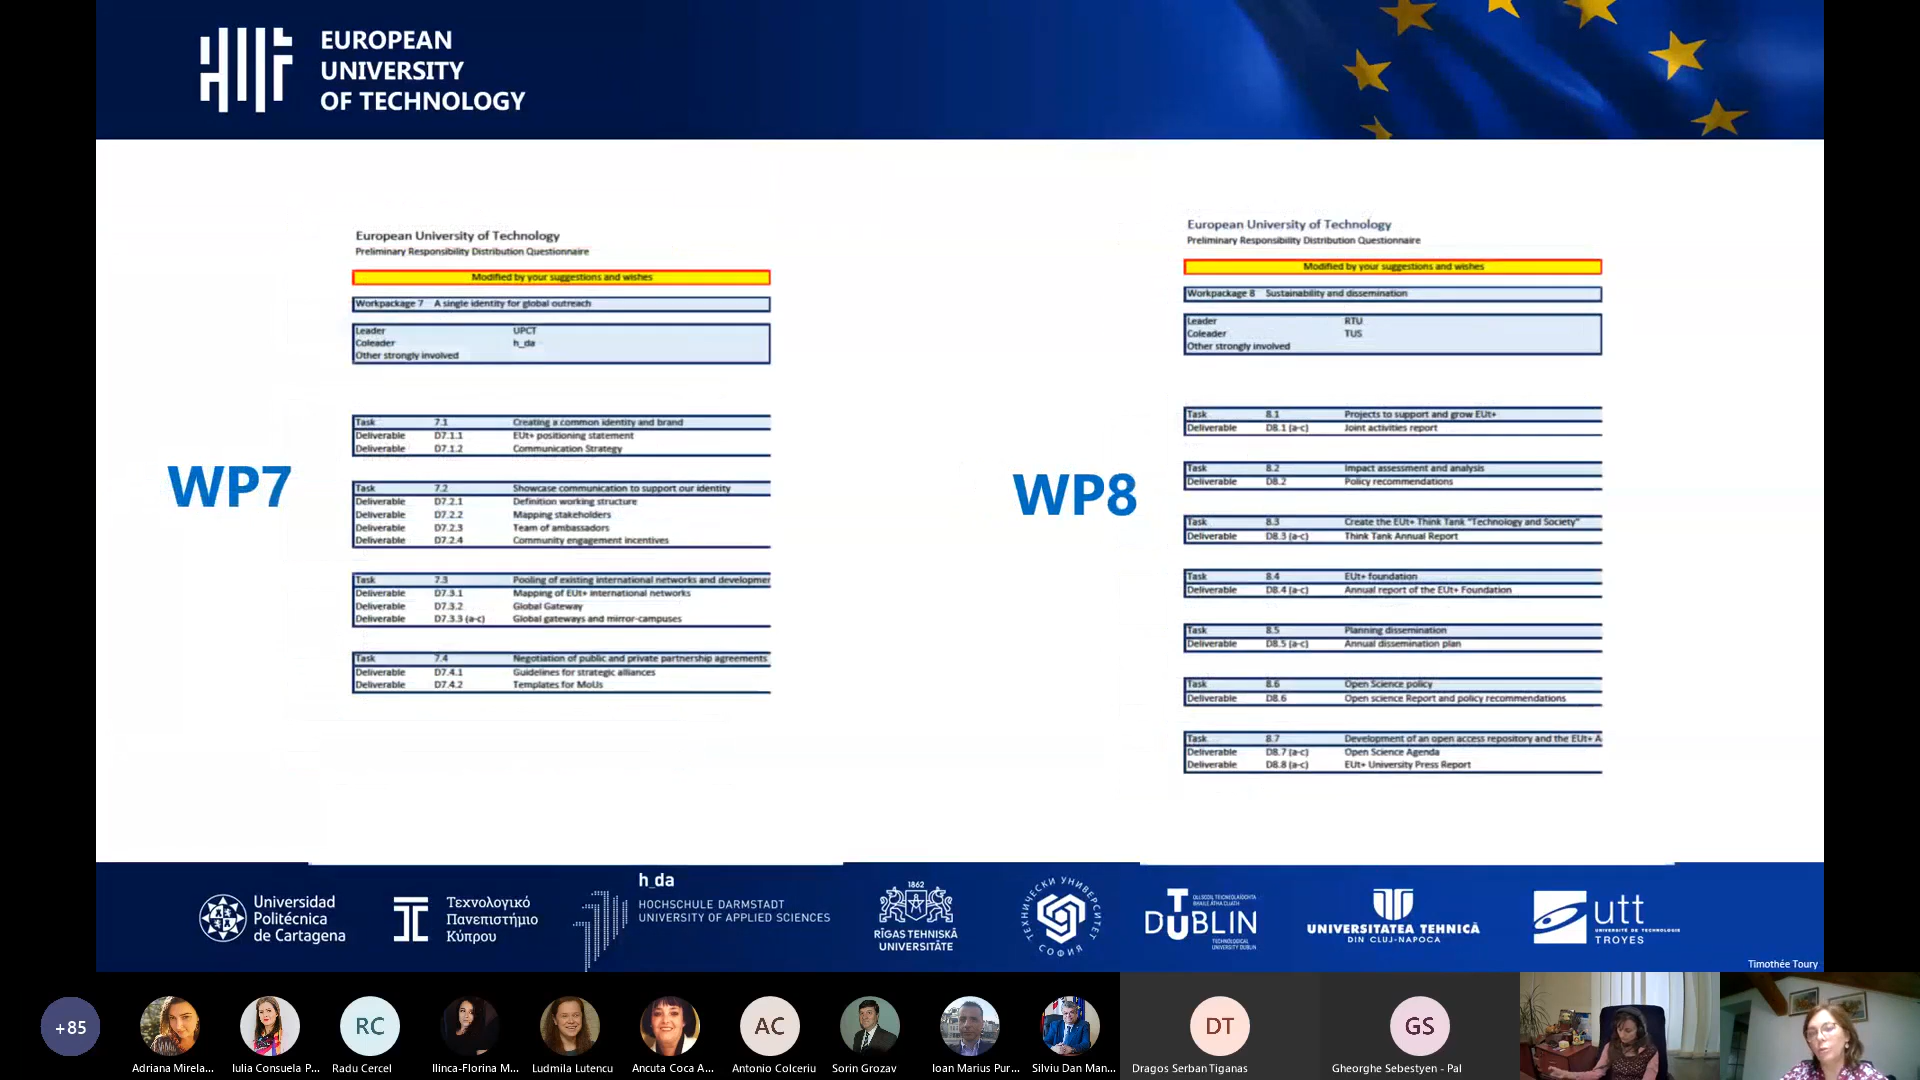 EUROPEAN
UNIVERSITY
OF TECHNOLOGY
WP7
European University of Technology
Preliminary Responsibility Distribution Questionnaire
Modified by your suggestions and wishes
Workpackage 7 A single identity for global outreach
Leader UPCT
Coleader h_da
Other strongly involved
Task 7.1 Creating a common identity and brand
Deliverable D7.1.1 EUt+ positioning statement
Deliverable D7.1.2 Communication Strategy
Task 7.2 Showcase communication to support our identity
Deliverable D7.2.1 Definition working structure
Deliverable D7.2.2 Mapping stakeholders
Deliverable D7.2.3 Team of ambassadors
Deliverable D7.2.4 Community engagement incentives
Task 7.3 Pooling of existing international networks and developmer
Deliverable D7.3.1 Mapping of EUt+ international networks
Deliverable D7.3.2 Global Gateway
Deliverable D7.3.3 (a-c) Global gateways and mirror-campuses
Task 7.4 Negotiation of public and private partnership agreements
Deliverable D7.4.1 Guidelines for strategic alliances
Deliverable D7.4.2 Templates for MoUs
WP8
European University of Technology
Preliminary Responsibility Distribution Questionnaire
Modified by your suggestions and wishes
Workpackage 8 Sustainability and dissemination
Leader RTU
Coleader TUS
Other strongly involved
Task 8.1 Projects to support and grow EUt+
Deliverable D8.1 (a-c) Joint activities report
Task 8.2 Impact assessment and analysis
Deliverable D8.2 Policy recommendations
Task 8.3 Create the EUt+ Think Tank "Technology and Society"
Deliverable D8.3 (a-c) Think Tank Annual Report
Task 8.4 EUt+ foundation
Deliverable D8.4 (a-c) Annual report of the EUt+ Foundation
Task 8.5 Planning dissemination
Deliverable D8.5 (a-c) Annual dissemination plan
Task 8.6 Open Science policy
Deliverable D8.6 Open science Report and policy recommendations
Task 8.7 Development of an open access repository and the EUt+ A
Deliverable D8.7 (a-c) Open Science Agenda
Deliverable D8.8 (a-c) EUt+ University Press Report
Universidad
Politécnica
de Cartagena
Τεχνολογικό
Πανεπιστήμιο
Κύπρου
h_da
HOCHSCHULE DARMSTADT
UNIVERSITY OF APPLIED SCIENCES
1862
RĪGAS TEHNISKĀ
UNIVERSITĀTE
ТЕХНИЧЕСКИ УНИВЕРСИТЕТ
СОФИЯ
OLLSCOIL TEICNEOLAÍOCHTA
BHAILE ÁTHA CLIATH
DUBLIN
TECHNOLOGICAL
UNIVERSITY DUBLIN
UNIVERSITATEA TEHNICĂ
DIN CLUJ-NAPOCA
utt
UNIVERSITÉ DE TECHNOLOGIE
TROYES
Timothée Toury
+85
RC
AC
DT
GS
Adriana Mirela...
Iulia Consuela P...
Radu Cercel
Ilinca-Florina M...
Ludmila Lutencu
Ancuta Coca A...
Antonio Colceriu
Sorin Grozav
Ioan Marius Pur...
Silviu Dan Man...
Dragos Serban Tiganas
Gheorghe Sebestyen - Pal